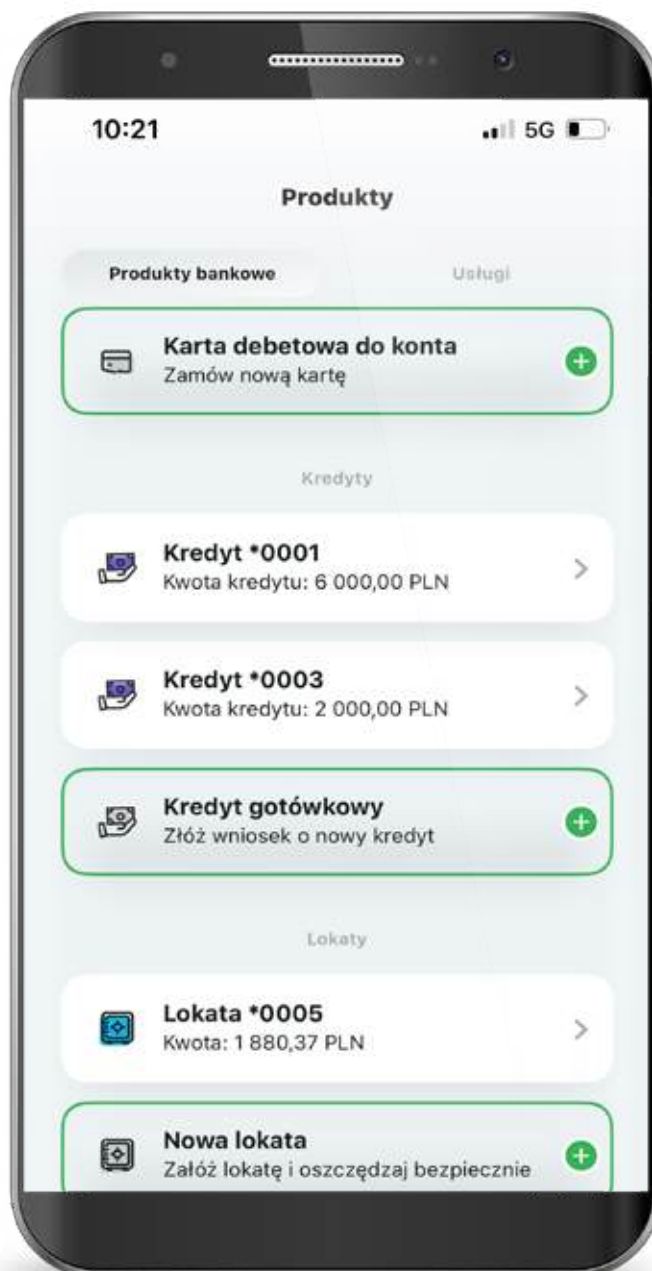 10:21
5G
Produkty
Produkty bankowe
Usługi
Karta debetowa do konta
Zamów nową kartę
Kredyty
Kredyt *0001
Kwota kredytu: 6 000,00 PLN
Kredyt *0003
Kwota kredytu: 2 000,00 PLN
Kredyt gotówkowy
Złóż wniosek o nowy kredyt
Lokaty
Lokata *0005
Kwota: 1 880,37 PLN
Nowa lokata
Załóż lokatę i oszczędzaj bezpiecznie